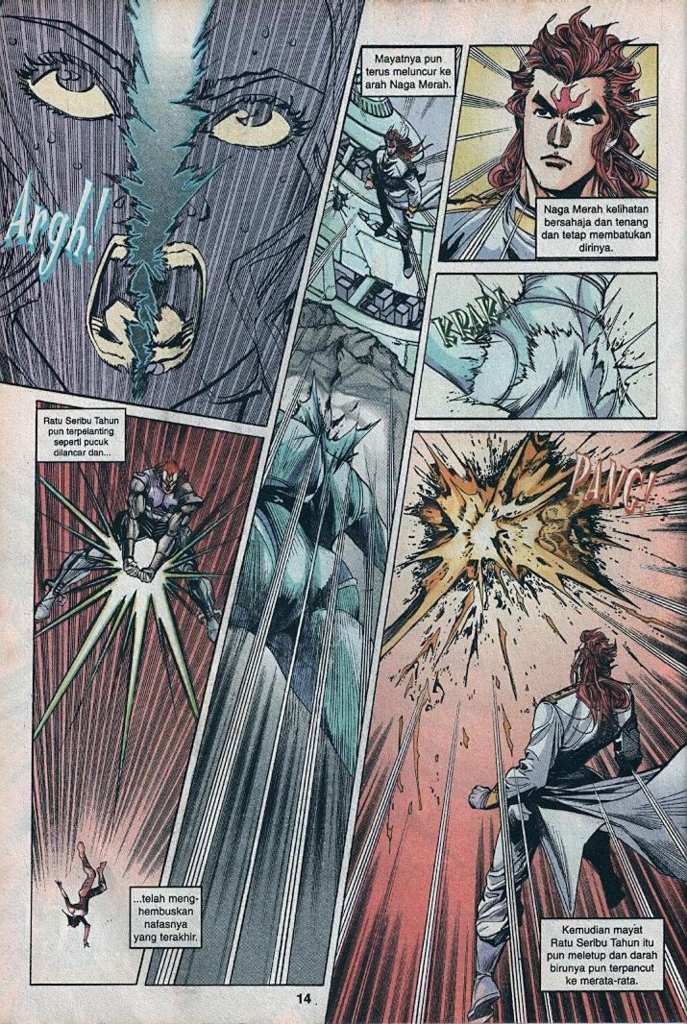 Argh!
Ratu Seribu Tahun
pun terpelanting
seperti pucuk
dilancar dan...
...telah meng-
hembuskan
nafasnya
yang terakhir.
Mayatnya pun
terus meluncur ke
arah Naga Merah.
Naga Merah kelihatan
bersahaja dan tenang
dan tetap membatukan
dirinya.
KRAK!
PANG!
Kemudian mayat
Ratu Seribu Tahun itu
pun meletup dan darah
birunya pun terpancut
ke merata-rata.
14